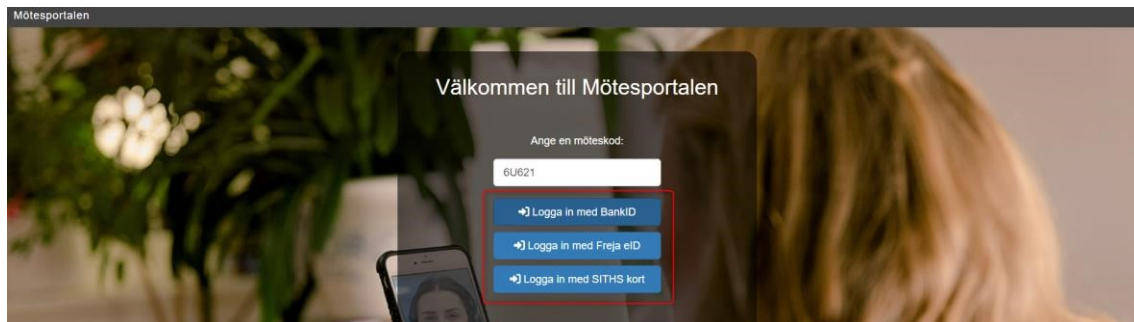 Mötesportalen
Välkommen till Mötesportalen
Ange en möteskod:
6U621
Logga in med BankID
Logga in med Freja eID
Logga in med SITHS kort